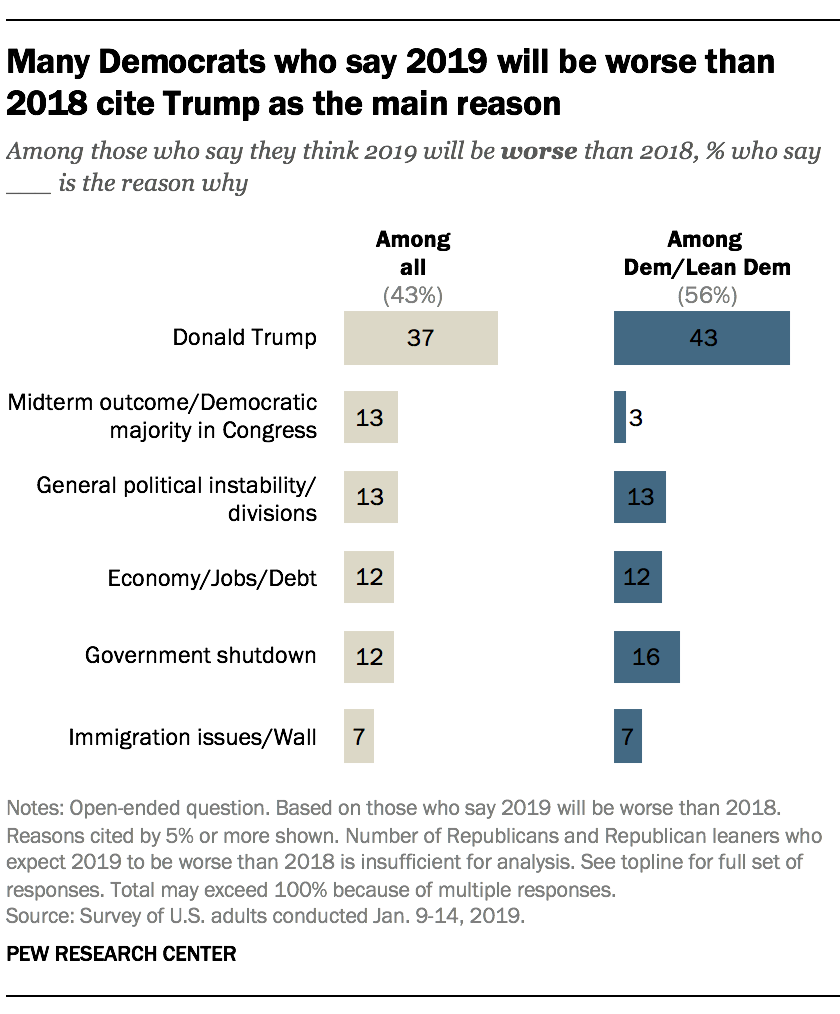 Many Democrats who say 2019 will be worse than
2018 cite Trump as the main reason
Among those who say they think 2019 will be worse than 2018, % who say
___ is the reason why
Among
all
(43%)
Among
Dem/Lean Dem
(56%)
Donald Trump
37
43
Midterm outcome/Democratic
majority in Congress
13
3
General political instability/
divisions
13
13
Economy/Jobs/Debt
12
12
Government shutdown
12
16
Immigration issues/Wall
7
7
Notes: Open-ended question. Based on those who say 2019 will be worse than 2018.
Reasons cited by 5% or more shown. Number of Republicans and Republican leaners who
expect 2019 to be worse than 2018 is insufficient for analysis. See topline for full set of
responses. Total may exceed 100% because of multiple responses.
Source: Survey of U.S. adults conducted Jan. 9-14, 2019.
PEW RESEARCH CENTER